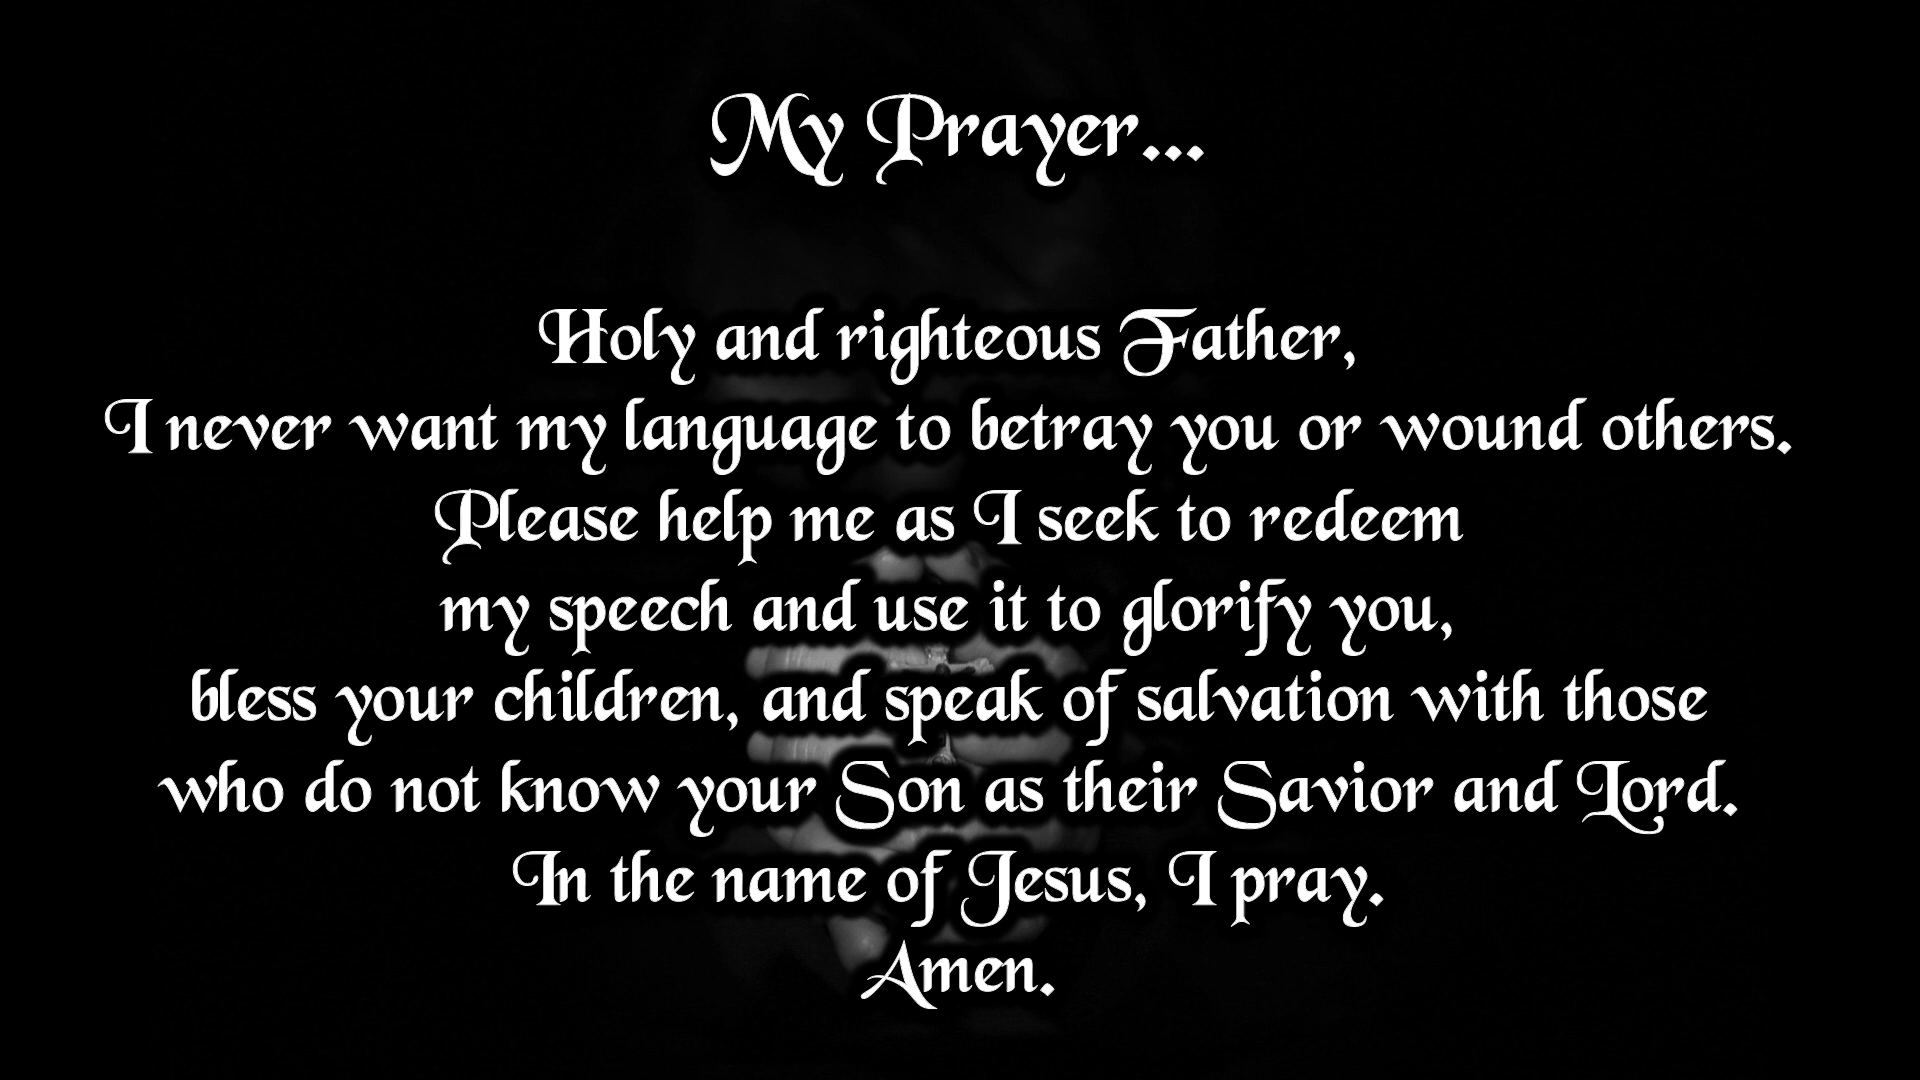 My Prayer...
Holy and righteous Father,
I never want my language to betray you or wound others.
Please help me as I seek to redeem
my speech and use it to glorify you,
bless your children, and speak of salvation with those
who do not know your Son as their Savior and Lord.
In the name of Jesus, I pray.
Amen.